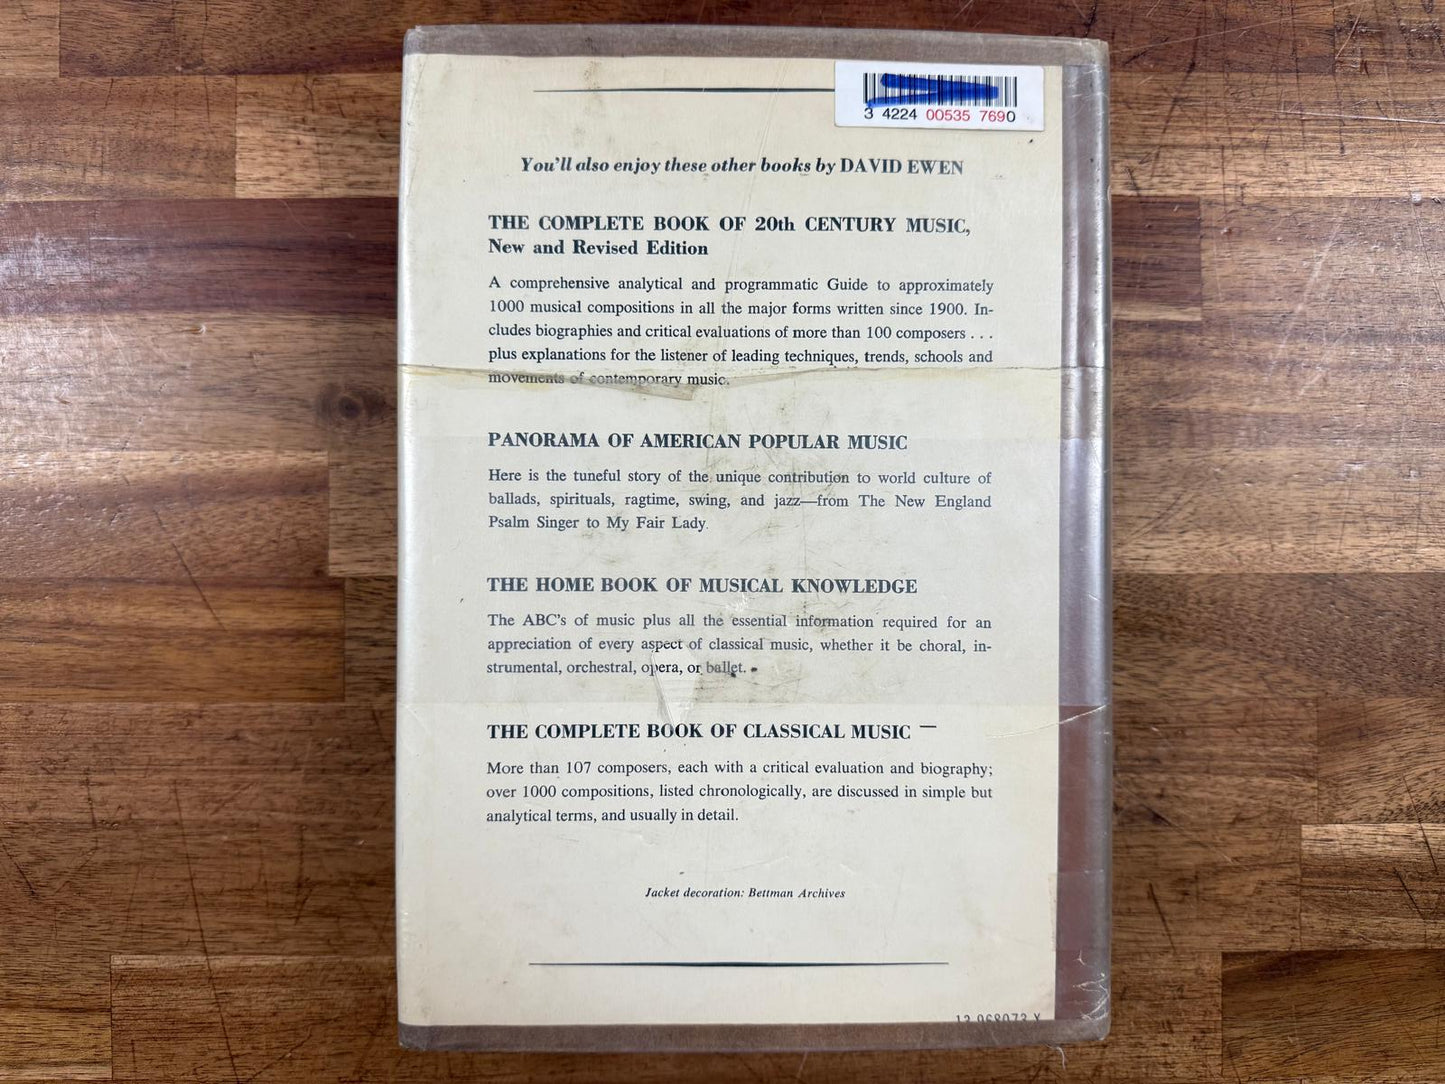 3 4224 00535 7690
You'll also enjoy these other books by DAVID EWEN
THE COMPLETE BOOK OF 20th CENTURY MUSIC,
New and Revised Edition
A comprehensive analytical and programmatic Guide to approximately
1000 musical compositions in all the major forms written since 1900. In-
cludes biographies and critical evaluations of more than 100 composers . . .
plus explanations for the listener of leading techniques, trends, schools and
movements of contemporary music.
PANORAMA OF AMERICAN POPULAR MUSIC
Here is the tuneful story of the unique contribution to world culture of
ballads, spirituals, ragtime, swing, and jazz—from The New England
Psalm Singer to My Fair Lady.
THE HOME BOOK OF MUSICAL KNOWLEDGE
The ABC's of music plus all the essential information required for an
appreciation of every aspect of classical music, whether it be choral, in-
strumental, orchestral, opera, or ballet.
THE COMPLETE BOOK OF CLASSICAL MUSIC
More than 107 composers, each with a critical evaluation and biography;
over 1000 compositions, listed chronologically, are discussed in simple but
analytical terms, and usually in detail.
Jacket decoration: Bettman Archives